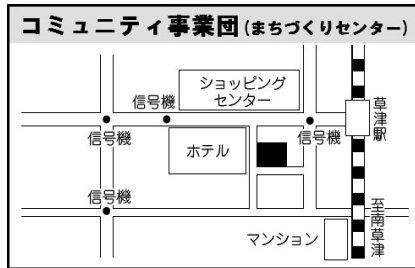 コミュニティ事業団(まちづくりセンター)
ショッピング
センター
信号機
草津駅
信号機
ホテル
信号機
信号機
至南草津
マンション